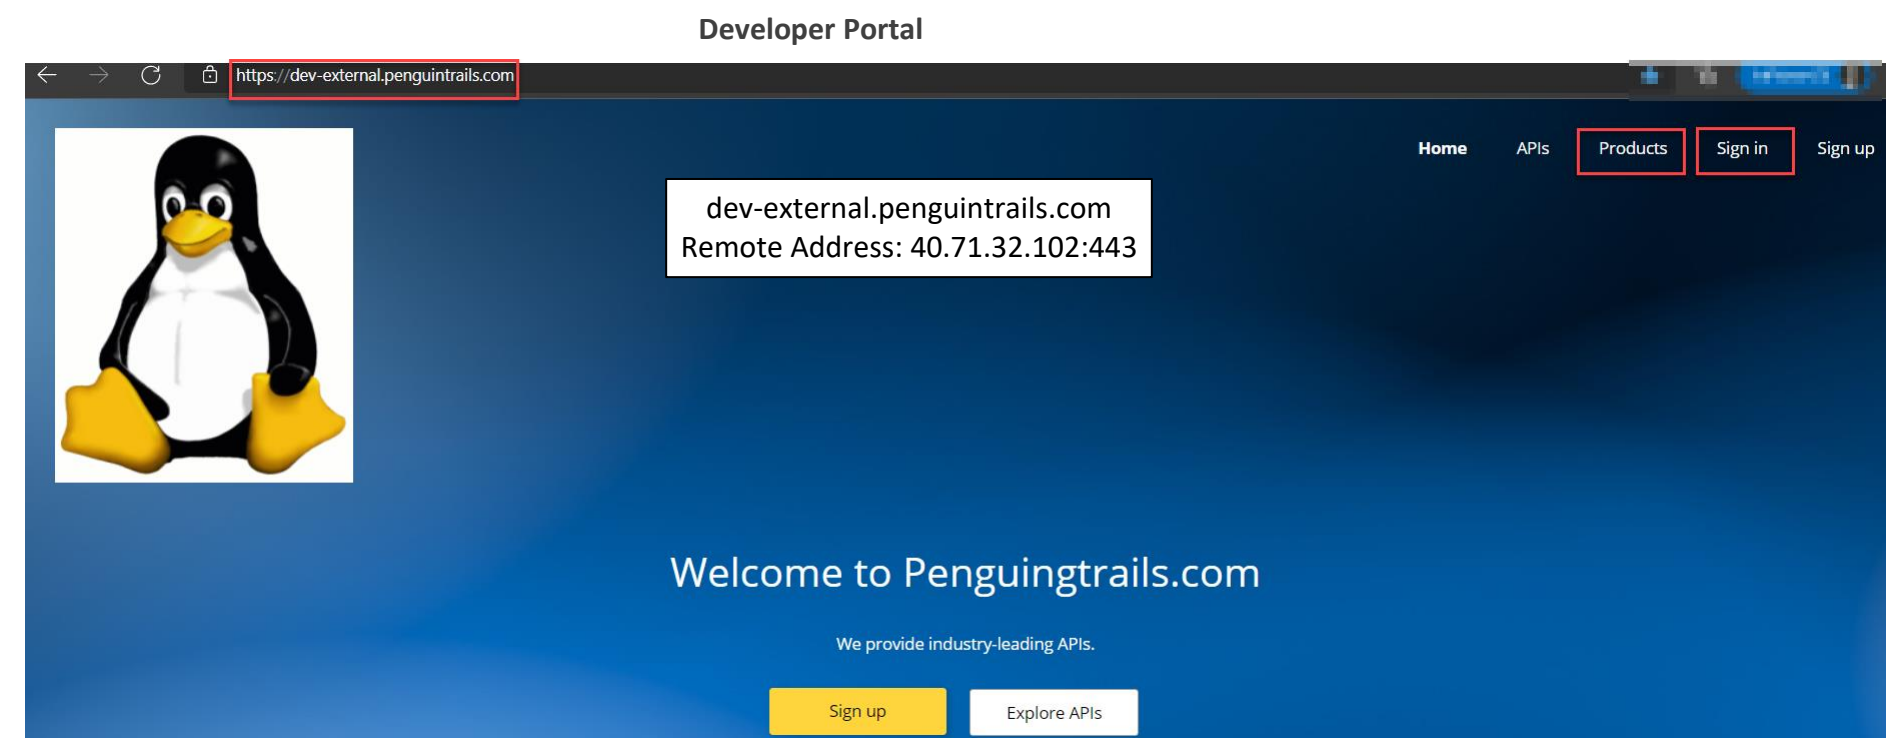 Developer Portal
https://dev-external.penguintrails.com
Home APIs Products Sign in Sign up
dev-external.penguintrails.com
Remote Address: 40.71.32.102:443
Welcome to Penguingtrails.com
We provide industry-leading APIs.
Sign up Explore APIs